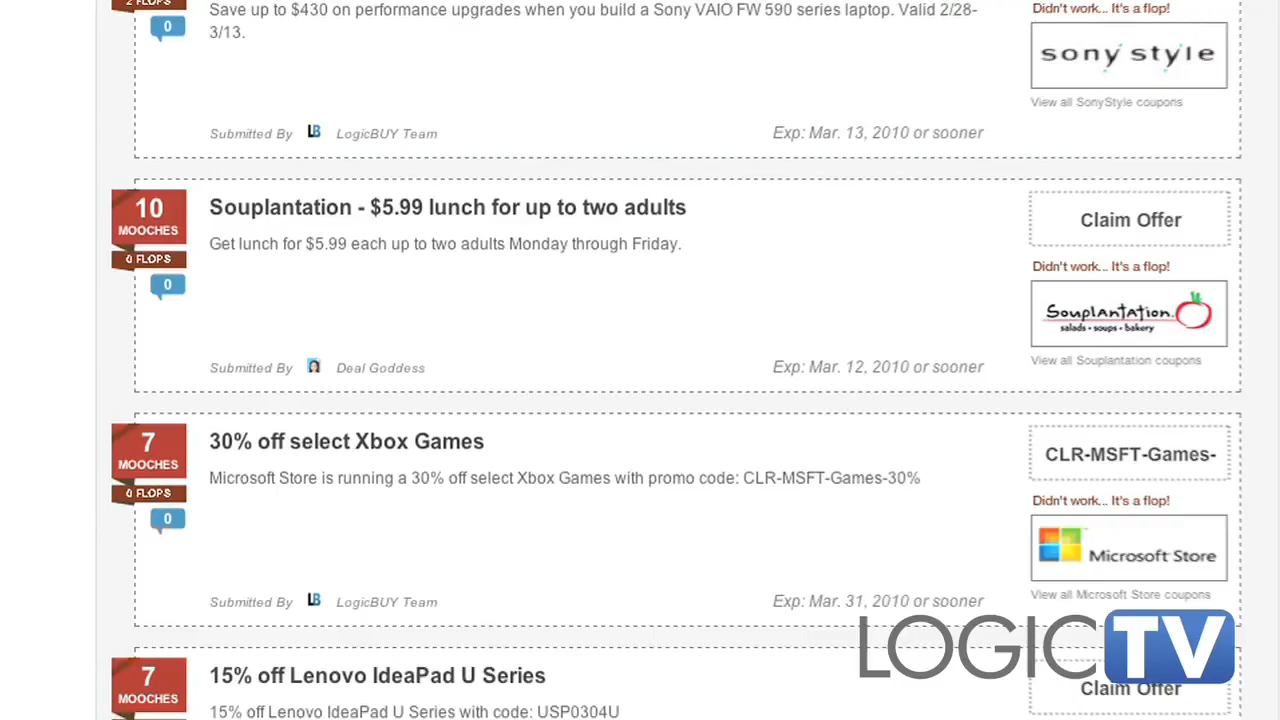 2 FLOPS
0
Save up to $430 on performance upgrades when you build a Sony VAIO FW 590 series laptop. Valid 2/28-
3/13.
Didn't work... It's a flop!
sony style
View all SonyStyle coupons
Submitted By LB LogicBUY Team
Exp: Mar. 13, 2010 or sooner
10
MOOCHES
0 FLOPS
0
Souplantation - $5.99 lunch for up to two adults
Get lunch for $5.99 each up to two adults Monday through Friday.
Claim Offer
Didn't work... It's a flop!
Souplantation.
salads • soups • bakery
View all Souplantation coupons
Submitted By Deal Goddess
Exp: Mar. 12, 2010 or sooner
7
MOOCHES
0 FLOPS
0
30% off select Xbox Games
Microsoft Store is running a 30% off select Xbox Games with promo code: CLR-MSFT-Games-30%
CLR-MSFT-Games-
Didn't work... It's a flop!
Microsoft Store
View all Microsoft Store coupons
Submitted By LB LogicBUY Team
Exp: Mar. 31, 2010 or sooner
LOGIC TV
7
MOOCHES
15% off Lenovo IdeaPad U Series
15% off Lenovo IdeaPad U Series with code: USP0304U
Claim Offer